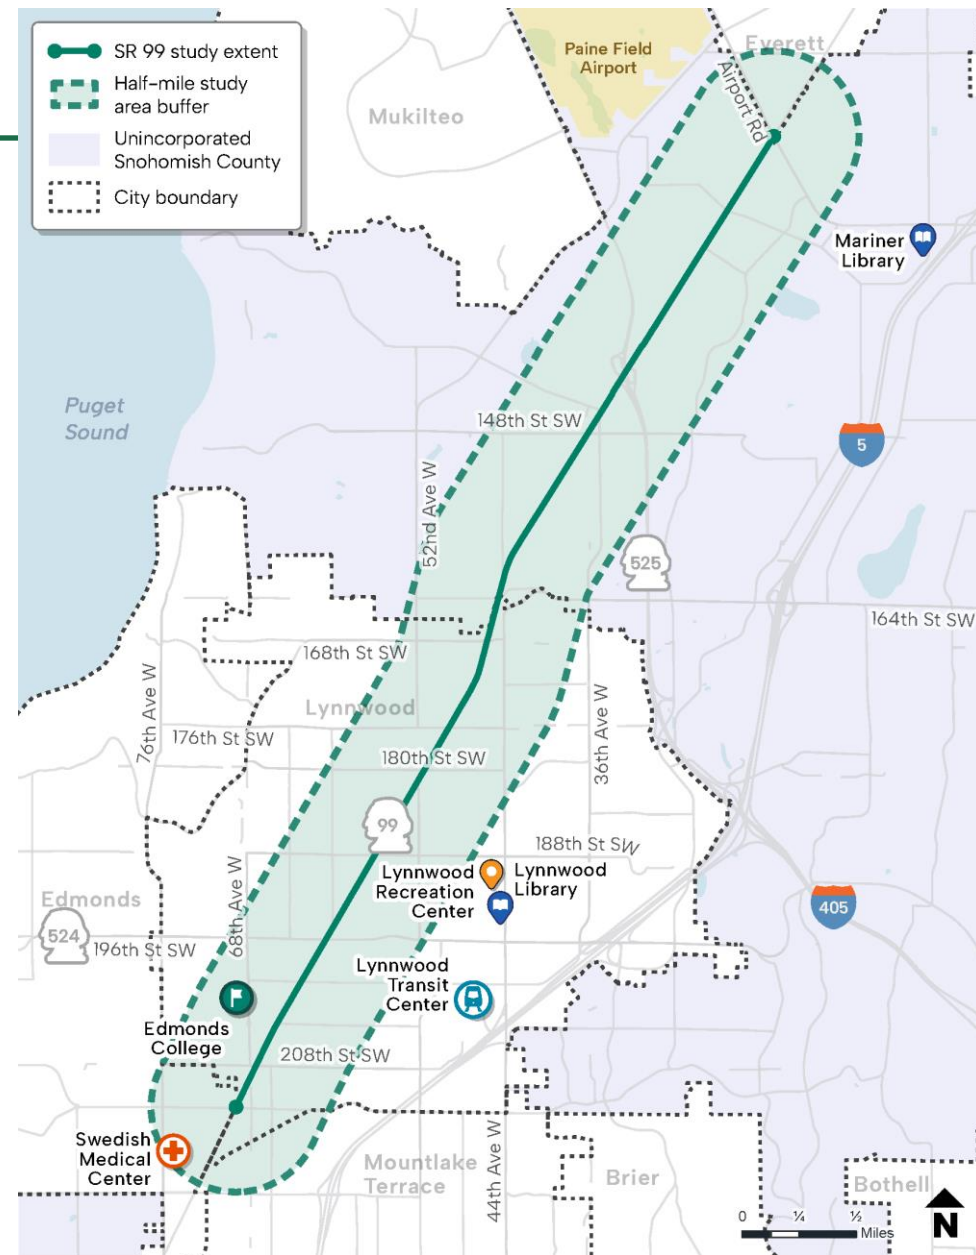 SR 99 study extent
Half-mile study
area buffer
Unincorporated
Snohomish County
City boundary
Paine Field
Airport
Everett
Airport Rd
Mukilteo
Mariner
Library
Puget
Sound
148th St SW
5
52nd Ave W
525
164th St SW
168th St SW
Lynnwood
76th Ave W
176th St SW
36th Ave W
180th St SW
99
188th St SW
Lynnwood
Recreation
Center
Lynnwood
Library
Edmonds
68th Ave W
405
524
196th St SW
Lynnwood
Transit
Center
Edmonds
College
208th St SW
Swedish
Medical
Center
Mountlake
Terrace
44th Ave W
Brier
Bothell
0 ¼ ½
Miles
N